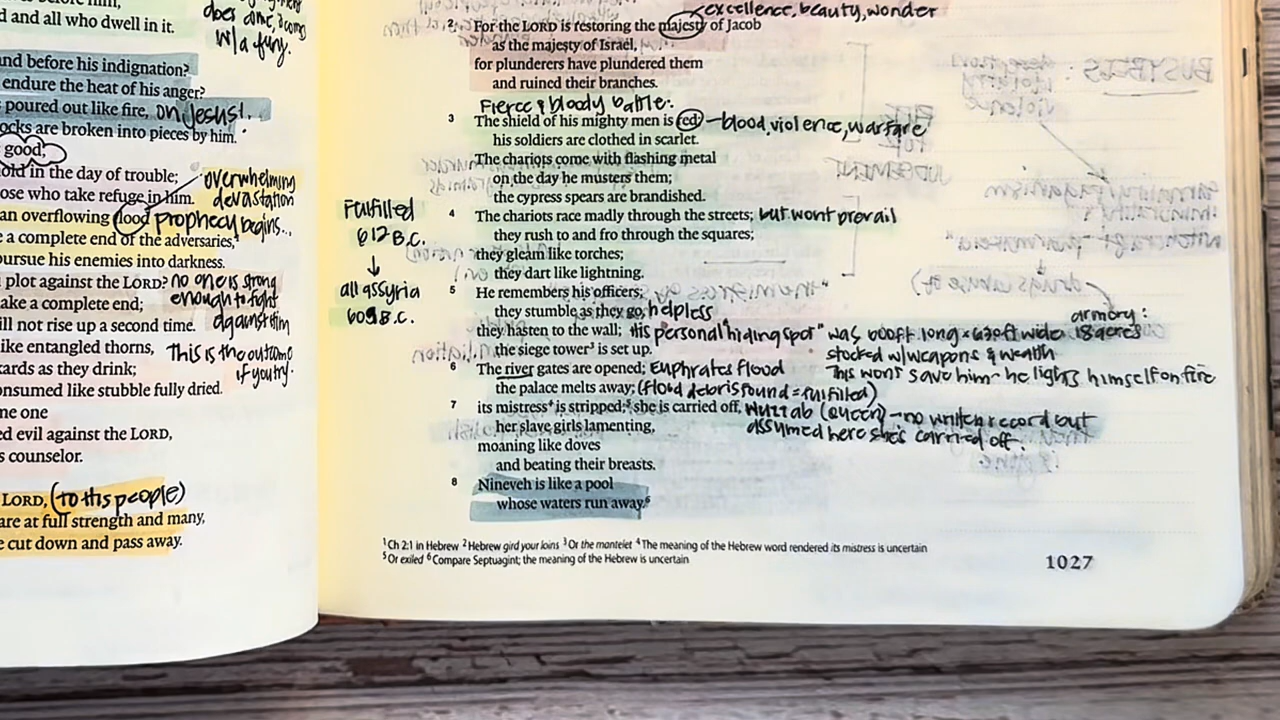 does come, it comes
d and all who dwell in it.
w/ a fury.
and before his indignation?
endure the heat of his anger?
poured out like fire, on Jesus!
ocks are broken into pieces by him.
good,
old in the day of trouble;
overwhelming
devastation
ose who take refuge in him.
an overflowing flood prophecy begins...
e a complete end of the adversaries,
oursue his enemies into darkness.
plot against the LORD? no one is strong
enough to fight
against him
ake a complete end;
ill not rise up a second time.
like entangled thorns,
This is the outcome
if you try.
ards as they drink;
onsumed like stubble fully dried.
me one
ed evil against the LORD,
s counselor.
LORD, (to his people)
are at full strength and many,
e cut down and pass away.
excellence, beauty, wonder
2 For the LORD is restoring the majesty of Jacob
as the majesty of Israel,
for plunderers have plundered them
and ruined their branches.
Fierce & bloody battle:
3 The shield of his mighty men is red; – blood, violence, warfare
his soldiers are clothed in scarlet.
The chariots come with flashing metal
on the day he musters them;
the cypress spears are brandished.
4 The chariots race madly through the streets; but wont prevail
they rush to and fro through the squares;
they gleam like torches;
they dart like lightning.
Fulfilled
612 B.C.
all assyria
609 B.C.
5 He remembers his officers;
they stumble as they go, helpless
they hasten to the wall; His personal "hiding spot" was 600ft long x 630ft wide
armory:
18 acres
stocked w/ weapons & wealth
the siege tower³ is set up.
This wont save him - he lights himself on fire
6 The river gates are opened; Euphrates flood
the palace melts away; (flood debris found = fulfilled)
7 its mistress⁴ is stripped;⁵ she is carried off, Huzzab (queen) – no written record but
assumed here she's carried off.
her slave girls lamenting,
moaning like doves
and beating their breasts.
8 Nineveh is like a pool
whose waters run away.⁶
¹Ch 2:1 in Hebrew ²Hebrew gird your loins ³Or the mantelet ⁴The meaning of the Hebrew word rendered its mistress is uncertain
⁵Or exiled ⁶Compare Septuagint; the meaning of the Hebrew is uncertain
1027